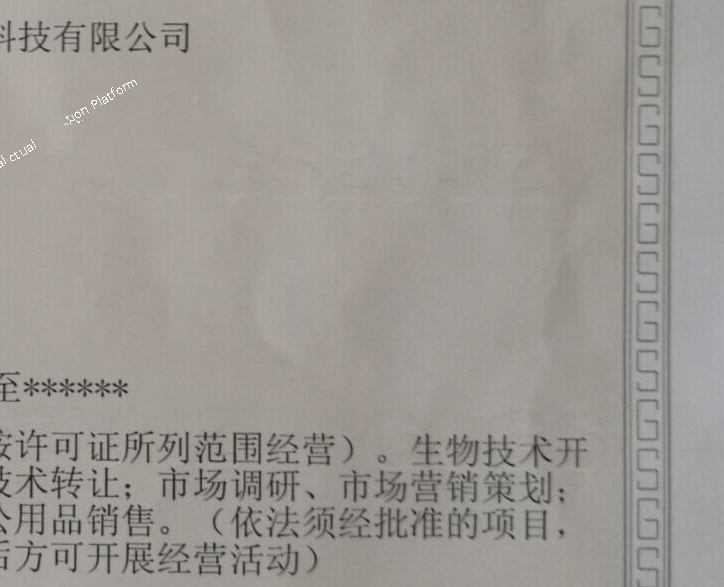 科技有限公司
Platform
ctual
至******
按许可证所列范围经营）。生物技术开
技术转让；市场调研、市场营销策划；
公用品销售。（依法须经批准的项目，
后方可开展经营活动）